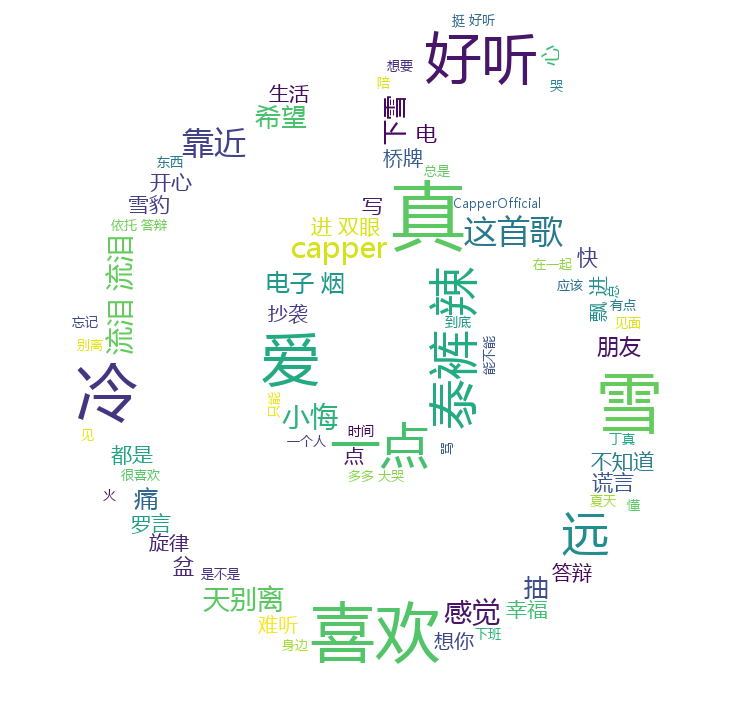 挺 好听
好听
心
想要
哭
陪
生活
希望
下雪
电
靠近
桥牌
东西
总是
开心
真
雪豹
写
CapperOfficial
依托 答辩
进 双眼
这首歌
capper
快
流泪 流泪
在一起
电子 烟
辣
应该
飘进
您
有点
抄袭
忘记
到底
见面
别离
爱
泰裤
能不能
朋友
冷
雪
只能
小悔
见
时间
一个人
一点
丁真
点
骂
都是
不知道
很喜欢
多多 大哭
谎言
火
痛
夏天
懂
罗言
远
旋律
盆
是不是
答辩
抽
天别离
感觉
幸福
喜欢
难听
想你
下班
身边